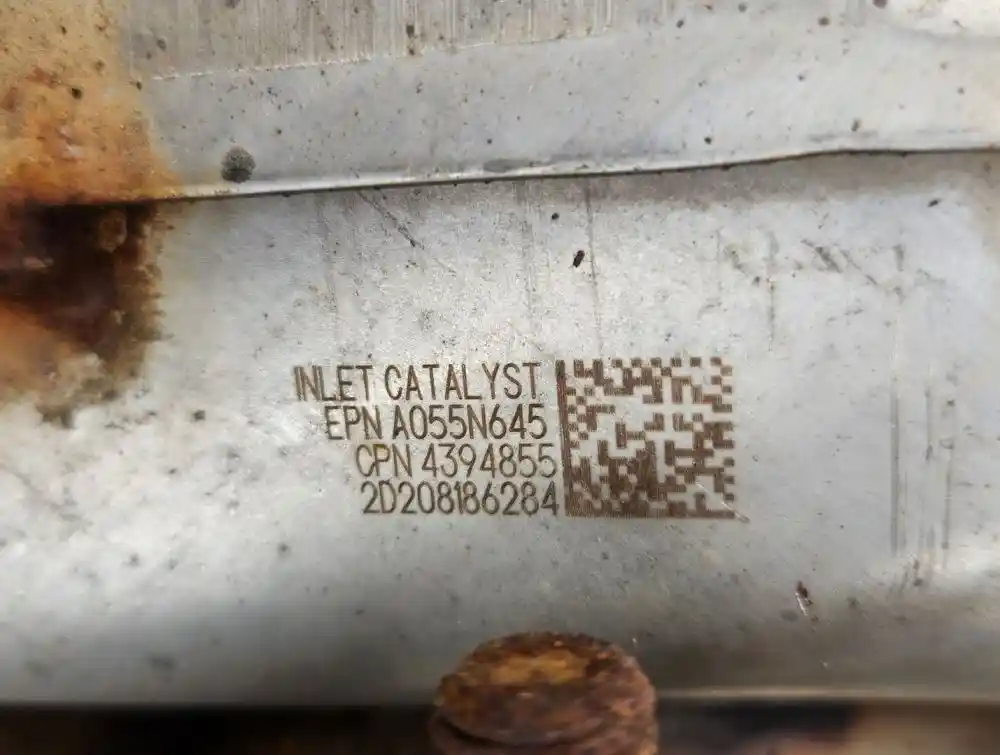 INLET CATALYST
EPN A055N645
CPN 4394855
2D208186284